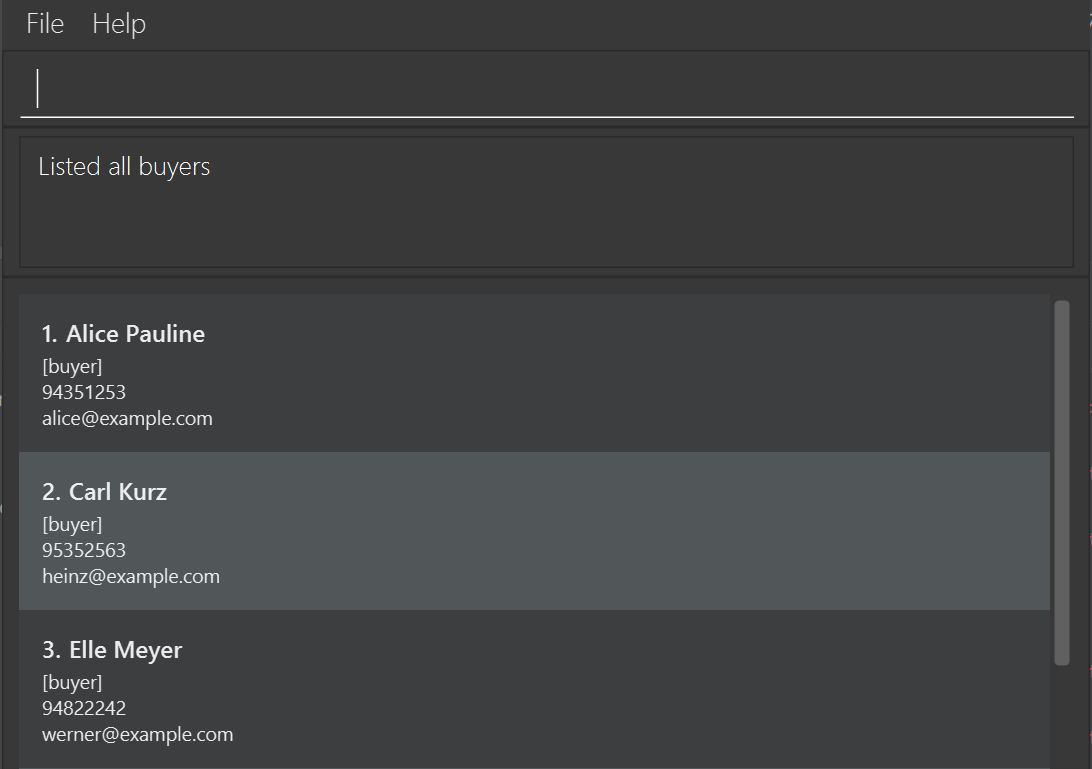 File Help
Listed all buyers
1. Alice Pauline
[buyer]
94351253
alice@example.com
2. Carl Kurz
[buyer]
95352563
heinz@example.com
3. Elle Meyer
[buyer]
94822242
werner@example.com